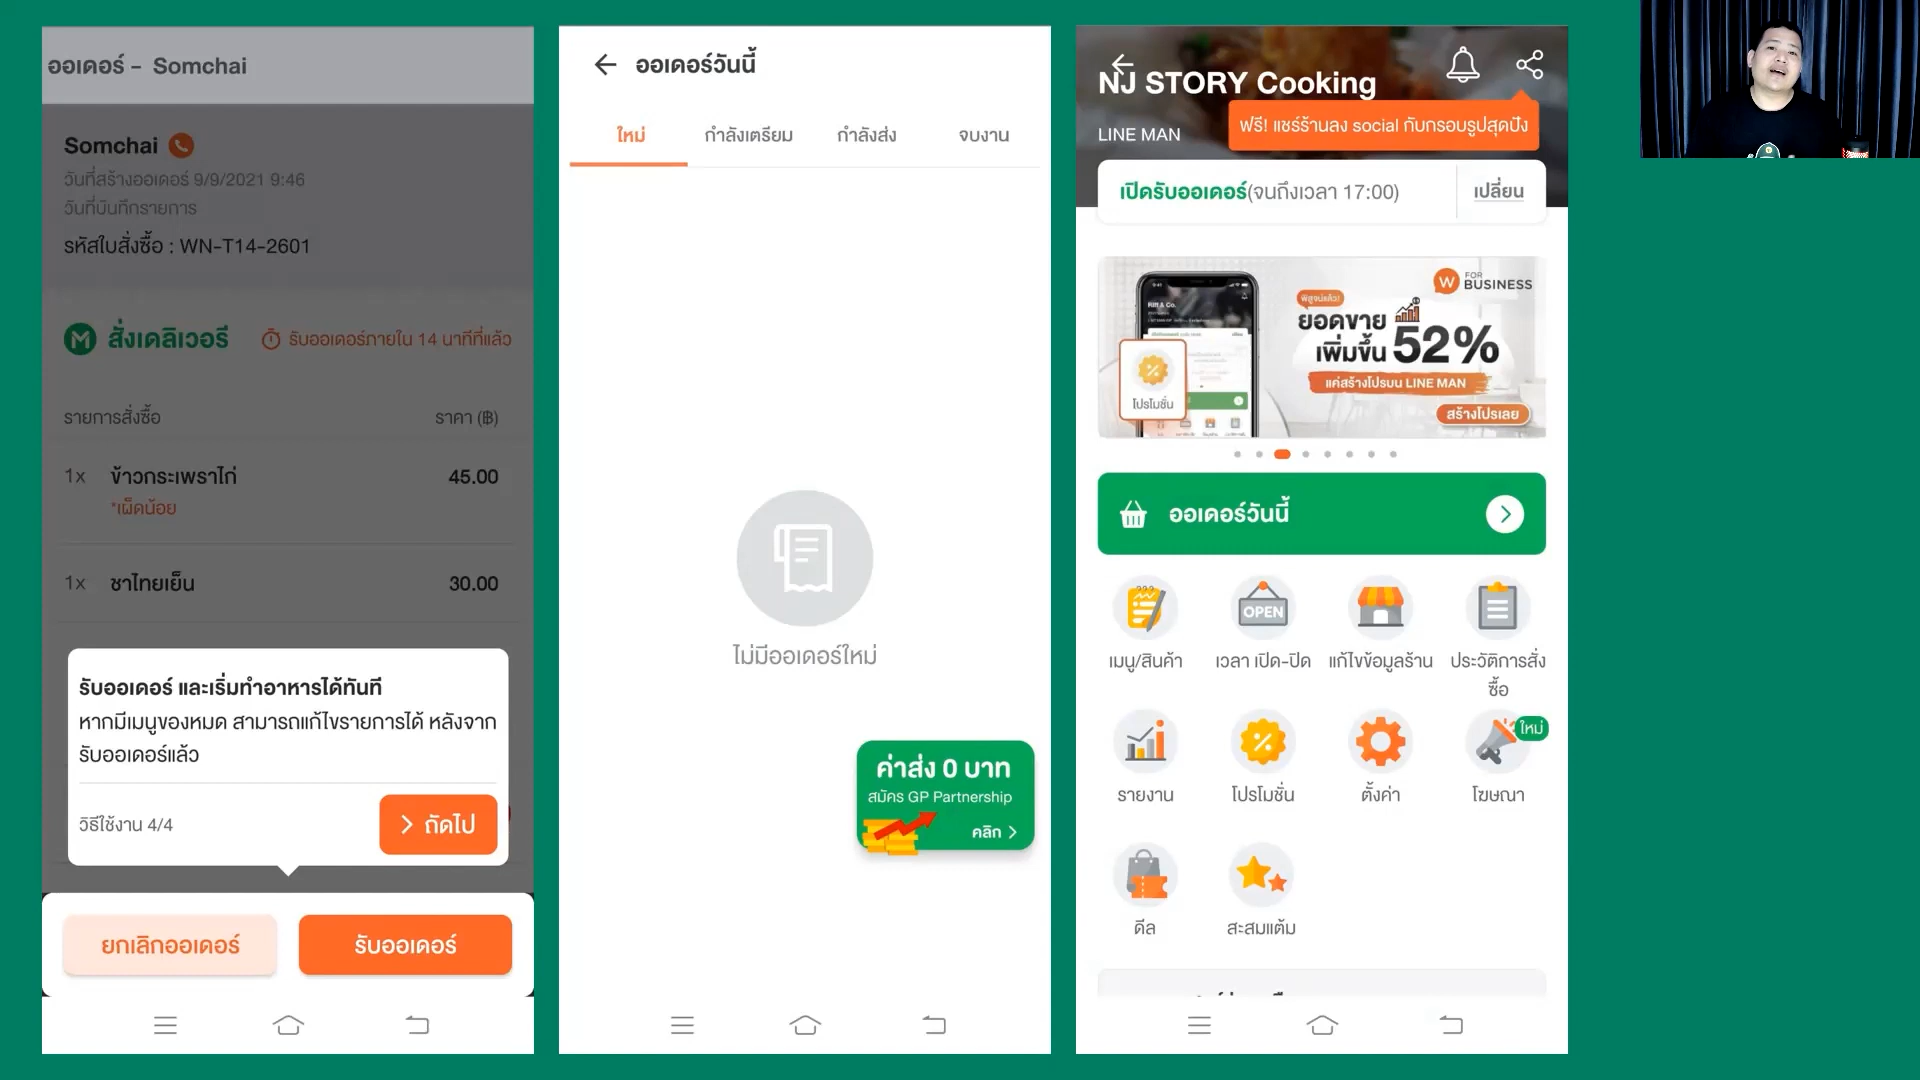 ออเดอร์ - Somchai
Somchai
วันที่สร้างออเดอร์ 9/9/2021 9:46
วันที่บันทึกรายการ
รหัสใบสั่งซื้อ : WN-T14-2601
สั่งเดลิเวอรี
รับออเดอร์ภายใน 14 นาทีที่แล้ว
รายการสั่งซื้อ
ราคา (฿)
1x ข้าวกระเพราไก่ 45.00
*เผ็ดน้อย
1x ชาไทยเย็น 30.00
รับออเดอร์ และเริ่มทำอาหารได้ทันที
หากมีเมนูของหมด สามารถแก้ไขรายการได้ หลังจาก
รับออเดอร์แล้ว
วิธีใช้งาน 4/4
ถัดไป
ยกเลิกออเดอร์
รับออเดอร์
ออเดอร์วันนี้
ใหม่
กำลังเตรียม
กำลังส่ง
จบงาน
ไม่มีออเดอร์ใหม่
ค่าส่ง 0 บาท
สมัคร GP Partnership
คลิก
NJ STORY Cooking
LINE MAN
ฟรี! แชร์ร้านลง social กับกรอบรูปสุดปัง
เปิดรับออเดอร์(จนถึงเวลา 17:00)
เปลี่ยน
W FOR BUSINESS
พิสูจน์แล้ว!
ยอดขาย
เพิ่มขึ้น 52%
แค่สร้างโปรบน LINE MAN
สร้างโปรเลย
โปรโมชั่น
ออเดอร์วันนี้
OPEN
เมนู/สินค้า
เวลา เปิด-ปิด
แก้ไขข้อมูลร้าน
ประวัติการสั่ง
ซื้อ
ใหม่
รายงาน
โปรโมชั่น
ตั้งค่า
โฆษณา
ดีล
สะสมแต้ม